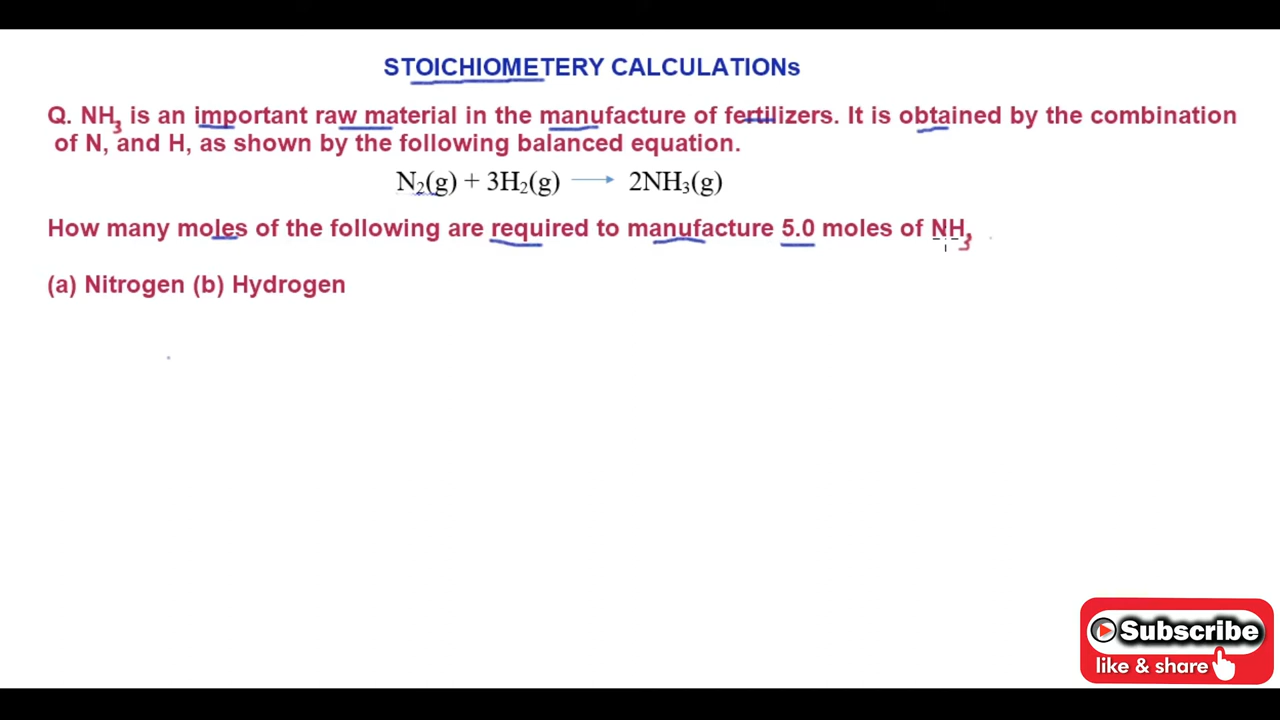 STOICHIOMETERY CALCULATIONs
Q. NH3 is an important raw material in the manufacture of fertilizers. It is obtained by the combination
of N, and H, as shown by the following balanced equation.
N₂(g) + 3H₂(g) → 2NH₃(g)
How many moles of the following are required to manufacture 5.0 moles of NH3
(a) Nitrogen (b) Hydrogen
Subscribe
like & share